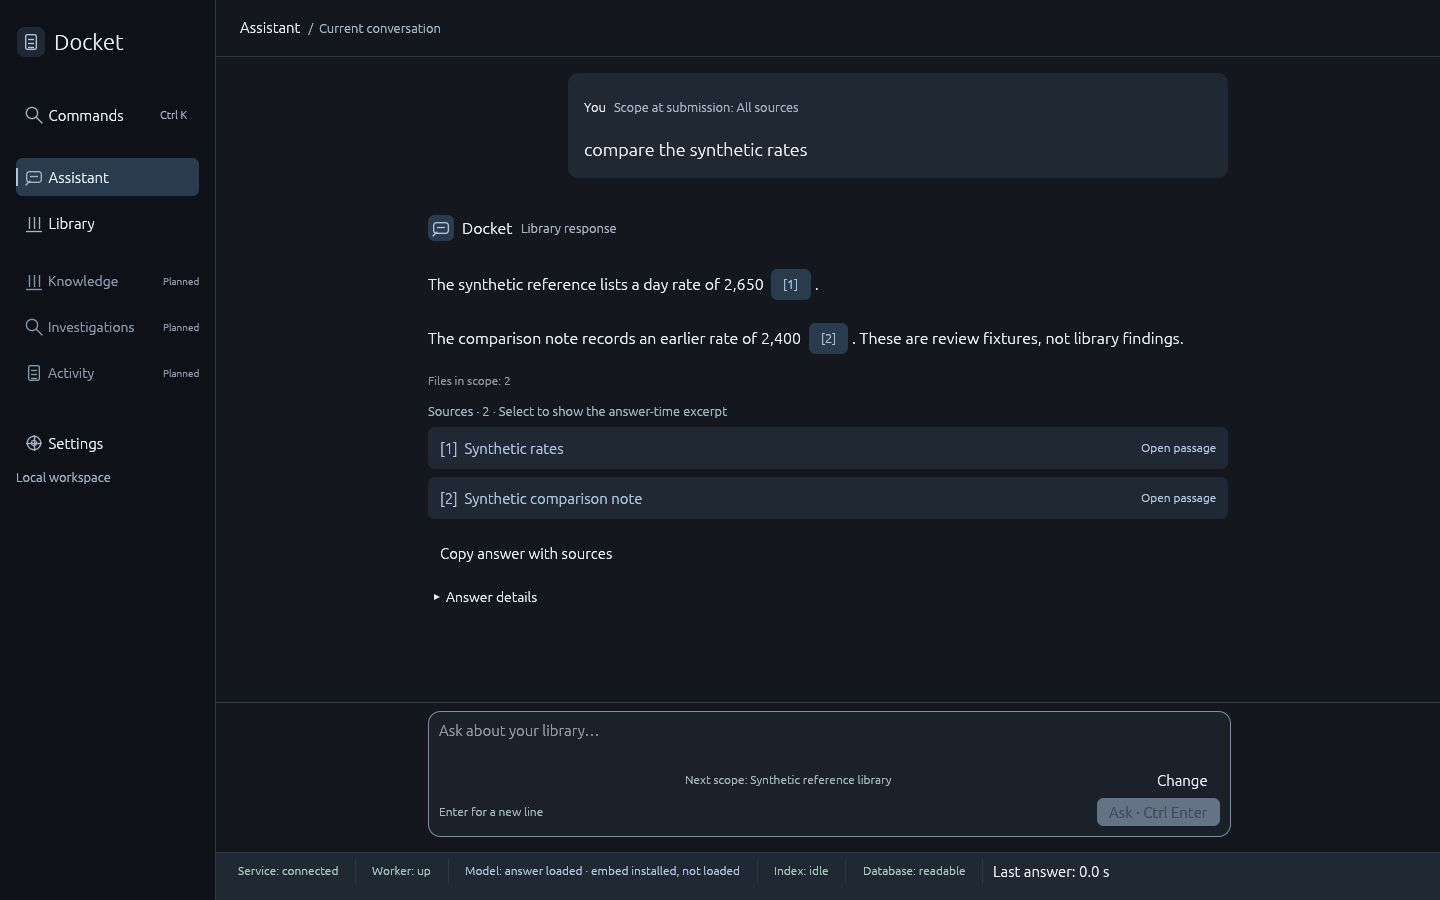 Docket
Commands Ctrl K
Assistant
Library
Knowledge Planned
Investigations Planned
Activity Planned
Settings
Local workspace
Assistant / Current conversation
You Scope at submission: All sources
compare the synthetic rates
Docket Library response
The synthetic reference lists a day rate of 2,650 [1] .
The comparison note records an earlier rate of 2,400 [2] . These are review fixtures, not library findings.
Files in scope: 2
Sources · 2 · Select to show the answer-time excerpt
[1] Synthetic rates Open passage
[2] Synthetic comparison note Open passage
Copy answer with sources
▸ Answer details
Ask about your library…
Next scope: Synthetic reference library Change
Enter for a new line Ask · Ctrl Enter
Service: connected Worker: up Model: answer loaded · embed installed, not loaded Index: idle Database: readable Last answer: 0.0 s